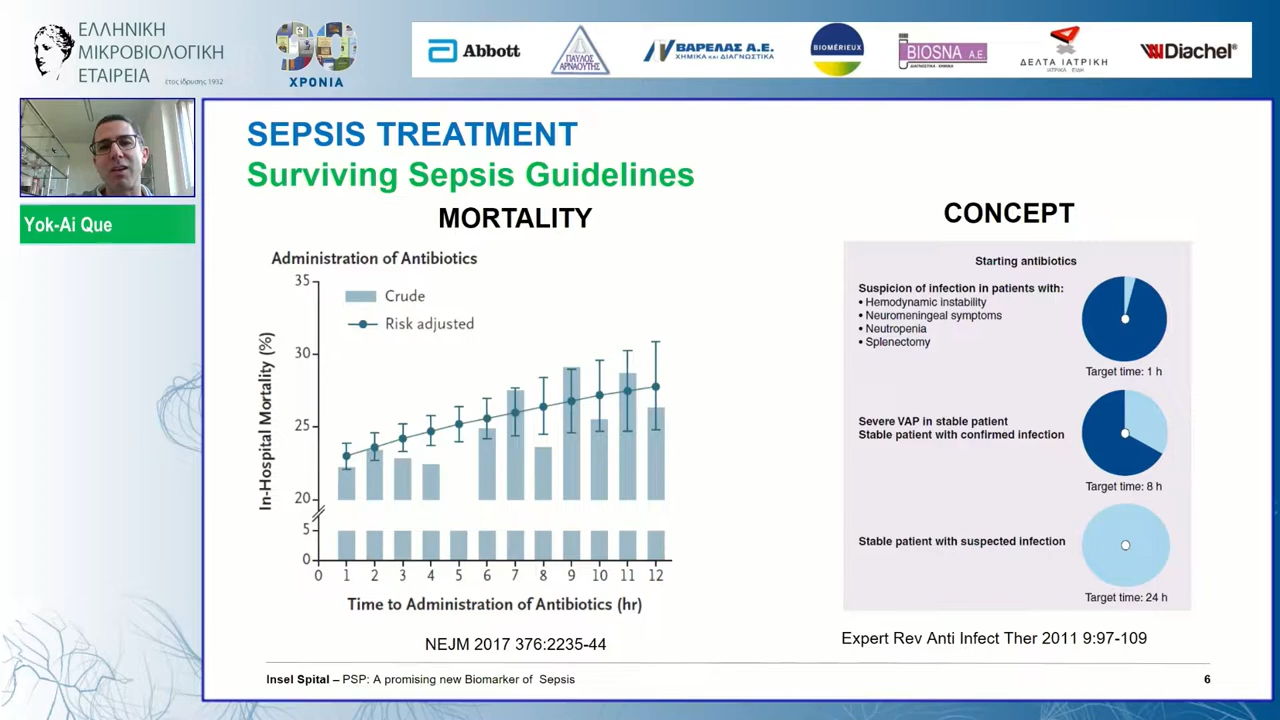 ΕΛΛΗΝΙΚΗ
ΜΙΚΡΟΒΙΟΛΟΓΙΚΗ
ΕΤΑΙΡΕΙΑ
έτος ίδρυσης 1932
90
ΧΡΟΝΙΑ
Abbott
ΠΑΥΛΟΣ
ΑΡΝΑΟΥΤΗΣ
ΒΑΡΕΛΑΣ Α.Ε.
ΧΗΜΙΚΑ ΚΑΙ ΔΙΑΓΝΩΣΤΙΚΑ
BIOMÉRIEUX
BIOSNA Α.Ε.
ΔΙΑΓΝΩΣΤΙΚΑ - ΧΗΜΙΚΑ
ΔΕΛΤΑ ΙΑΤΡΙΚΗ
ΙΑΤΡΙΚΑ ΕΙΔΗ
Diachel®
Yok-Ai Que
SEPSIS TREATMENT
Surviving Sepsis Guidelines
MORTALITY
Administration of Antibiotics
35
30
25
20
5
0
Crude
Risk adjusted
In-Hospital Mortality (%)
0 1 2 3 4 5 6 7 8 9 10 11 12
Time to Administration of Antibiotics (hr)
NEJM 2017 376:2235-44
CONCEPT
Starting antibiotics
Suspicion of infection in patients with:
• Hemodynamic instability
• Neuromeningeal symptoms
• Neutropenia
• Splenectomy
Target time: 1 h
Severe VAP in stable patient
Stable patient with confirmed infection
Target time: 8 h
Stable patient with suspected infection
Target time: 24 h
Expert Rev Anti Infect Ther 2011 9:97-109
Insel Spital – PSP: A promising new Biomarker of Sepsis
6